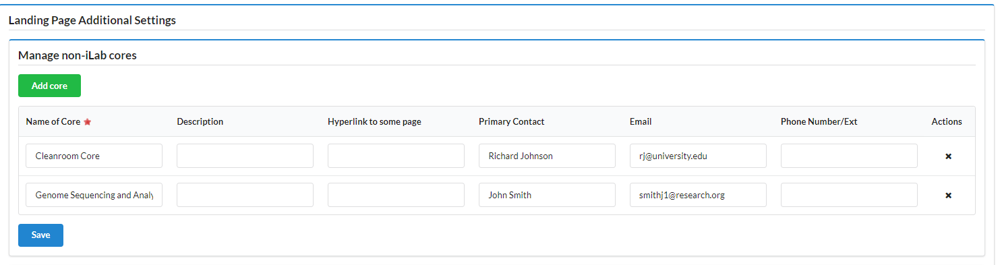 Landing Page Additional Settings
Manage non-iLab cores
Add core
Name of Core Description Hyperlink to some page Primary Contact Email Phone Number/Ext Actions
Cleanroom Core Richard Johnson rj@university.edu
Genome Sequencing and Analy John Smith smithj1@research.org
Save